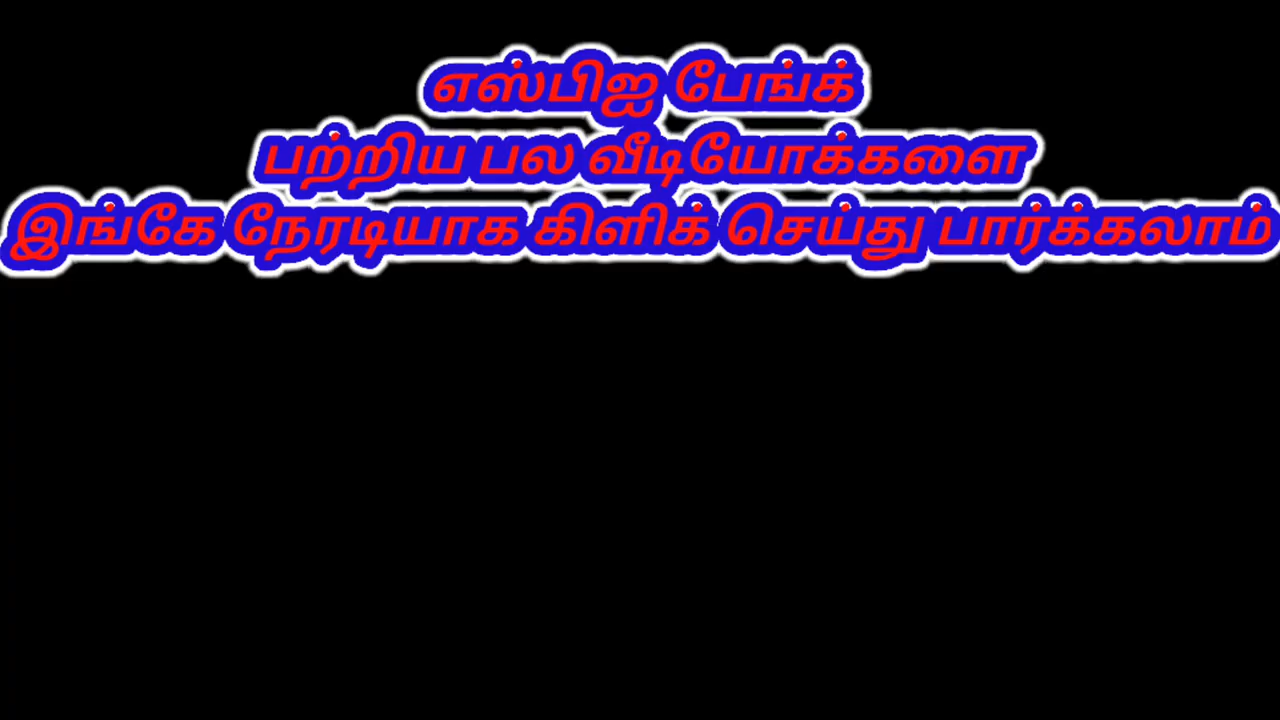 எஸ்பிஐ பேங்க்
பற்றிய பல வீடியோக்களை
இங்கே நேரடியாக கிளிக் செய்து பார்க்கலாம்